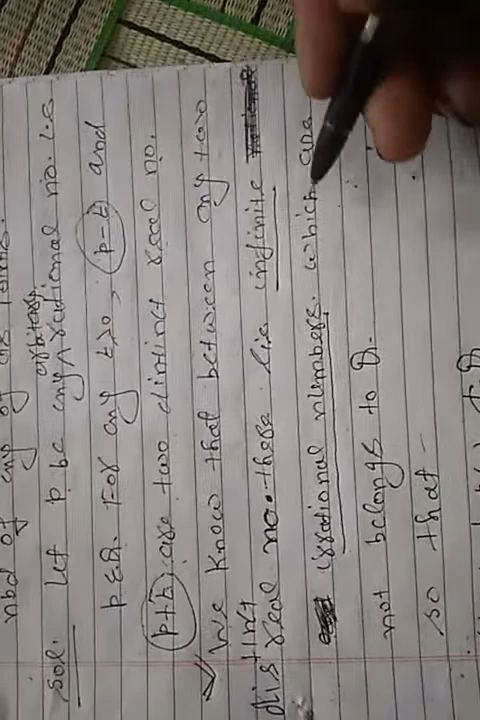 nbd of any of its points.
arbitrary
sol: Let p be any ∧ rational no. i.e
p∈Q. For any ε>0, (p-ε) and
(p+ε) are two distinct real no.
We know that between any two
distint real no. there lie infinite
irrational numbers. which are
not belongs to Q.
so that -